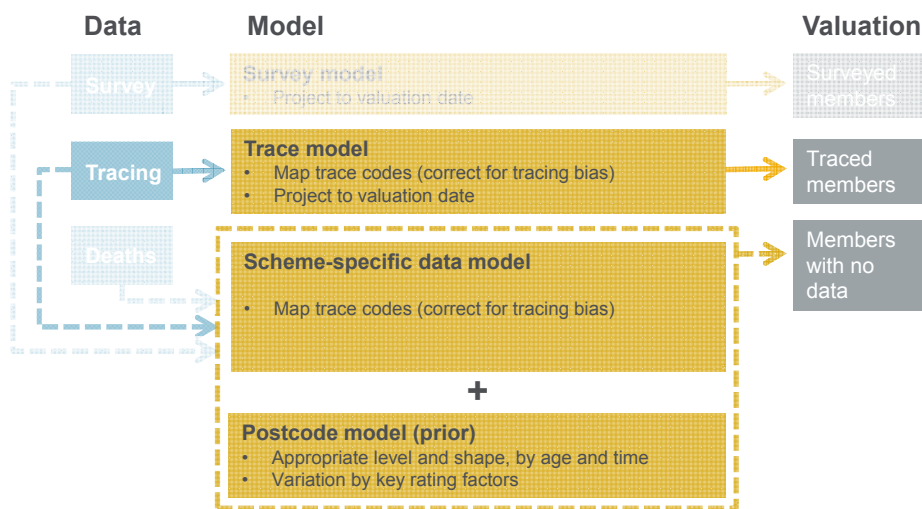 Data Model Valuation
Survey
Survey model
• Project to valuation date
Surveyed
members
Tracing
Trace model
• Map trace codes (correct for tracing bias)
• Project to valuation date
Traced
members
Deaths
Scheme-specific data model
• Map trace codes (correct for tracing bias)
Members
with no
data
+
Postcode model (prior)
• Appropriate level and shape, by age and time
• Variation by key rating factors